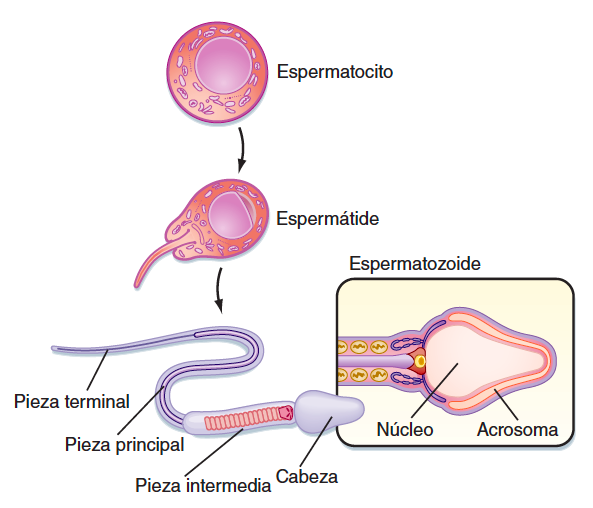 Espermatocito
Espermátide
Espermatozoide
Pieza terminal
Núcleo
Acrosoma
Pieza principal
Cabeza
Pieza intermedia